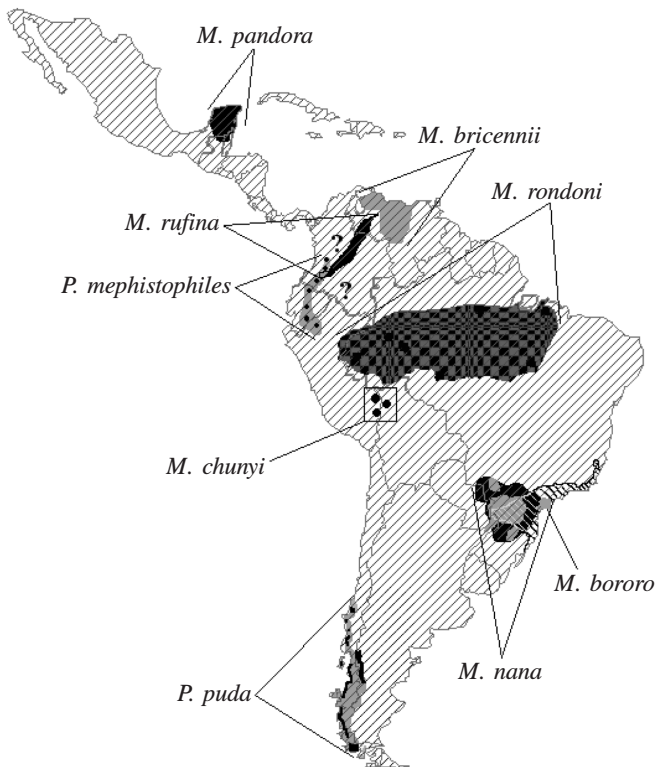 M. pandora
M. bricennii
M. rondoni
M. rufina
?
P. mephistophiles
?
M. chunyi
M. bororo
M. nana
P. puda